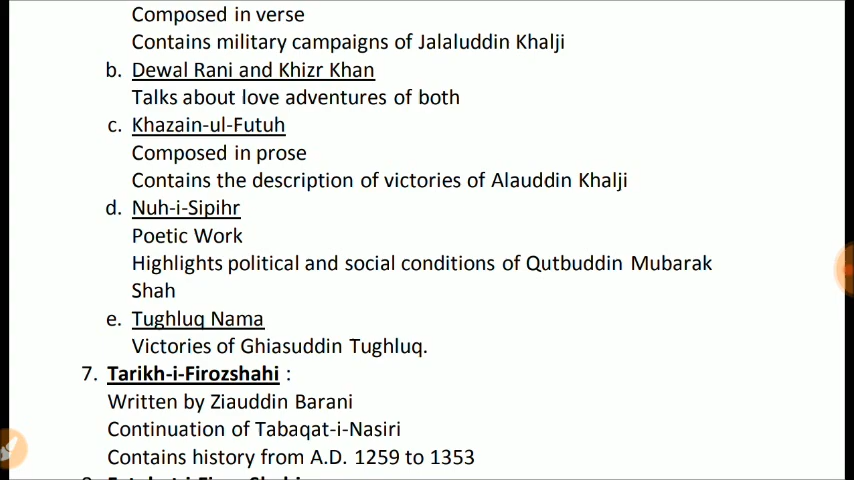 Composed in verse
Contains military campaigns of Jalaluddin Khalji
b. Dewal Rani and Khizr Khan
Talks about love adventures of both
c. Khazain-ul-Futuh
Composed in prose
Contains the description of victories of Alauddin Khalji
d. Nuh-i-Sipihr
Poetic Work
Highlights political and social conditions of Qutbuddin Mubarak
Shah
e. Tughluq Nama
Victories of Ghiasuddin Tughluq.
7. Tarikh-i-Firozshahi :
Written by Ziauddin Barani
Continuation of Tabaqat-i-Nasiri
Contains history from A.D. 1259 to 1353